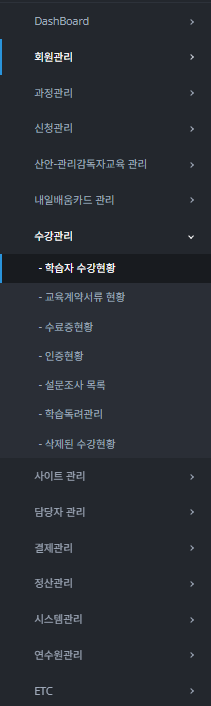 DashBoard
회원관리
과정관리
신청관리
산안-관리감독자교육 관리
내일배움카드 관리
수강관리
- 학습자 수강현황
- 교육계약서류 현황
- 수료증현황
- 인증현황
- 설문조사 목록
- 학습독려관리
- 삭제된 수강현황
사이트 관리
담당자 관리
결제관리
정산관리
시스템관리
연수원관리
ETC